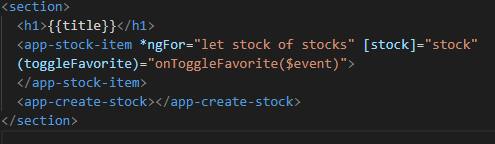 <section>
<h1>{{title}}</h1>
<app-stock-item *ngFor="let stock of stocks" [stock]="stock"
(toggleFavorite)="onToggleFavorite($event)">
</app-stock-item>
<app-create-stock></app-create-stock>
</section>